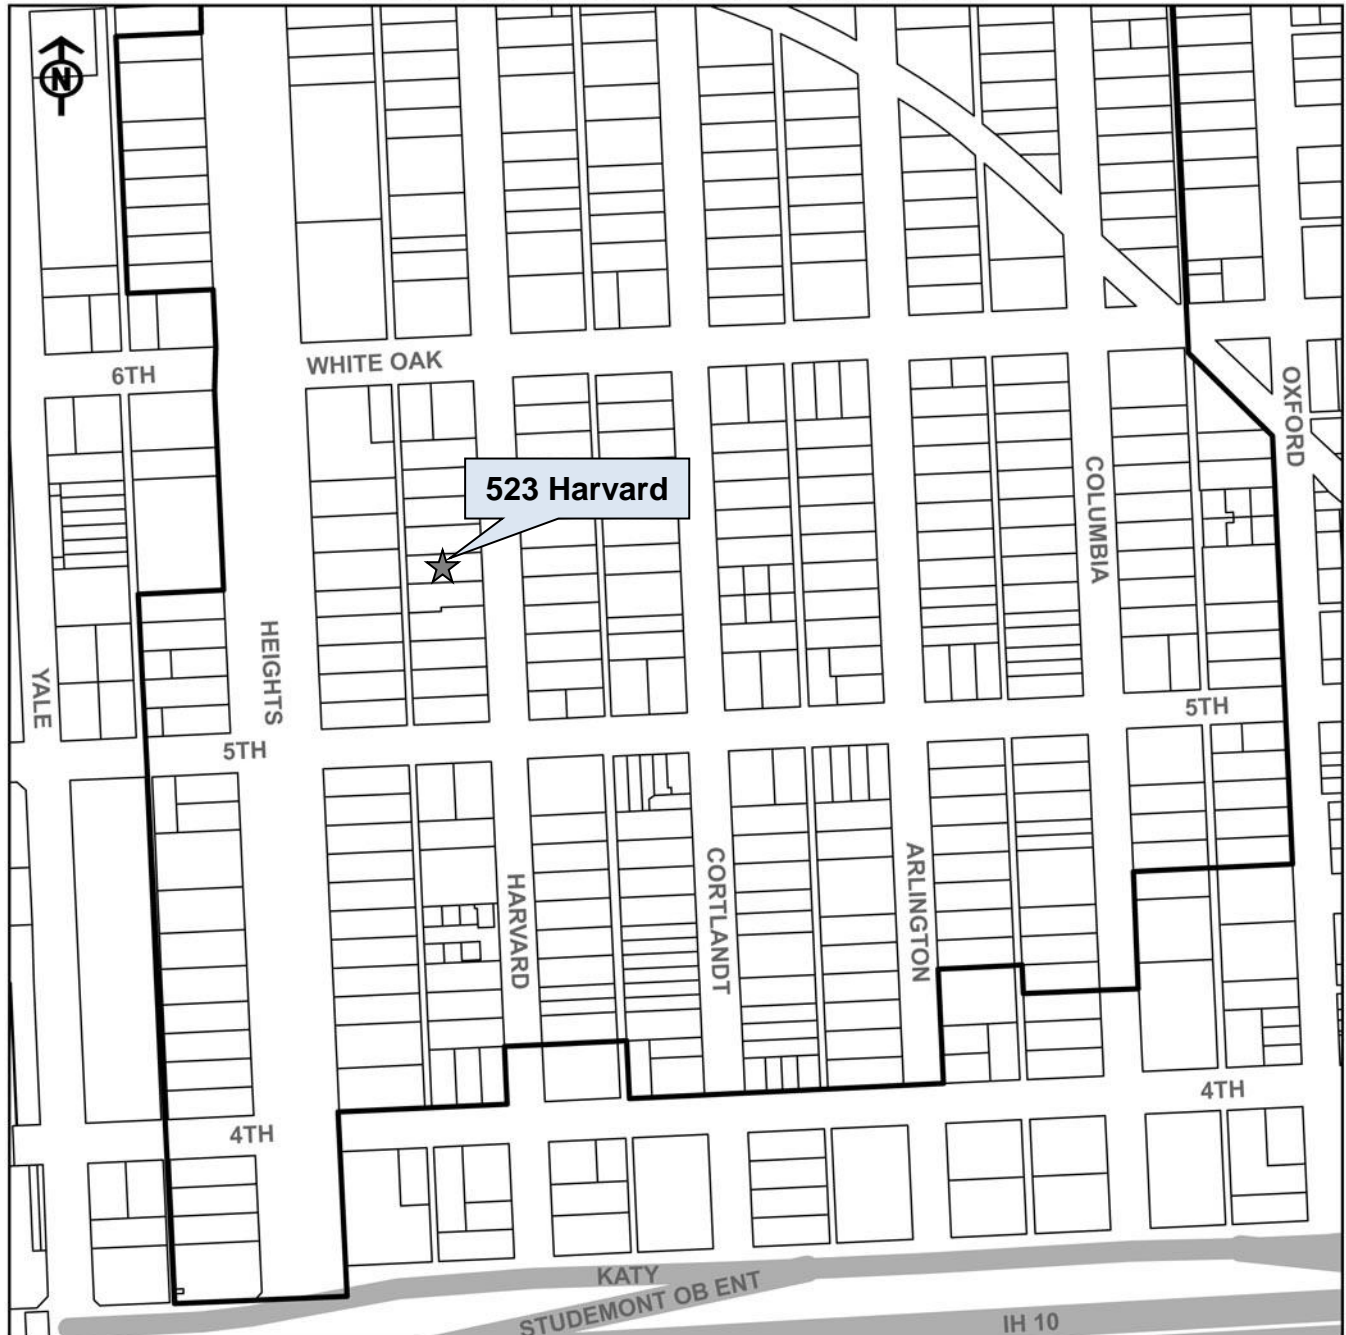 N
WHITE OAK
6TH
OXFORD
COLUMBIA
523 Harvard
HEIGHTS
YALE
5TH
5TH
HARVARD
CORTLANDT
ARLINGTON
4TH
4TH
KATY
STUDEMONT OB ENT
IH 10